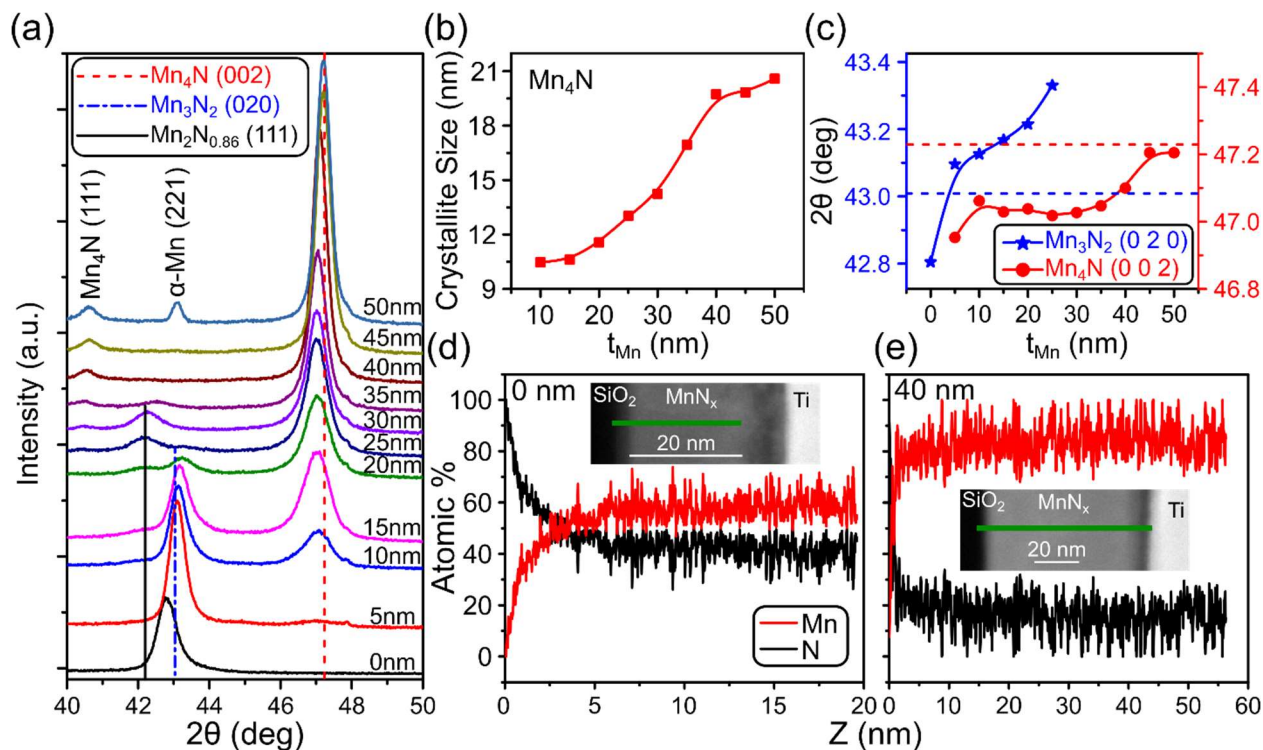 (a)
Mn₄N (002)
Mn₃N₂ (020)
Mn₂N₀.₈₆ (111)
Mn₄N (111)
α-Mn (221)
50nm
45nm
40nm
35nm
30nm
25nm
20nm
15nm
10nm
5nm
0nm
Intensity (a.u.)
40 42 44 46 48 50
2θ (deg)
(b)
Mn₄N
Crystallite Size (nm)
21
18
15
12
9
10 20 30 40 50
t_Mn (nm)
(c)
2θ (deg)
43.4
43.2
43.0
42.8
47.4
47.2
47.0
46.8
Mn₃N₂ (0 2 0)
Mn₄N (0 0 2)
0 10 20 30 40 50
t_Mn (nm)
(d)
0 nm
SiO₂ MnNₓ Ti
20 nm
Atomic %
100
80
60
40
20
0
Mn
N
0 5 10 15 20
(e)
40 nm
SiO₂ MnNₓ Ti
20 nm
0 10 20 30 40 50 60
Z (nm)